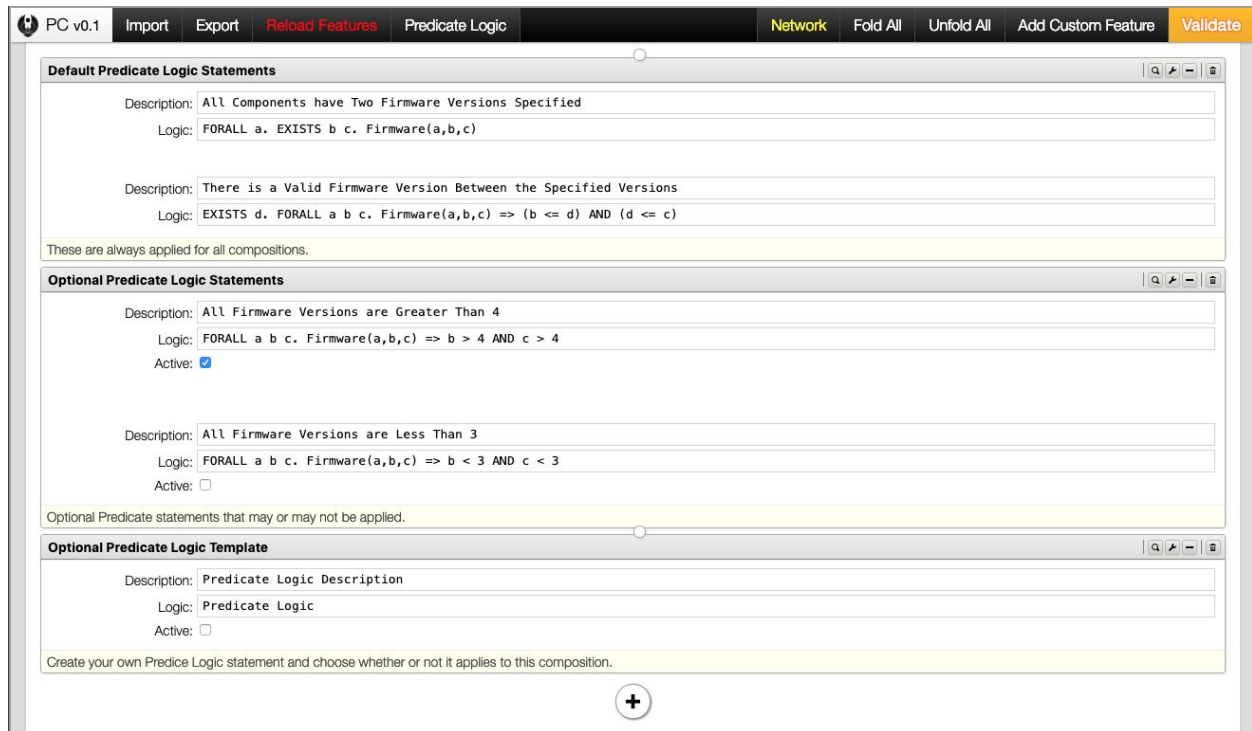 PC v0.1 Import Export Reload Features Predicate Logic Network Fold All Unfold All Add Custom Feature Validate
Default Predicate Logic Statements
Description: All Components have Two Firmware Versions Specified
Logic: FORALL a. EXISTS b c. Firmware(a,b,c)
Description: There is a Valid Firmware Version Between the Specified Versions
Logic: EXISTS d. FORALL a b c. Firmware(a,b,c) => (b <= d) AND (d <= c)
These are always applied for all compositions.
Optional Predicate Logic Statements
Description: All Firmware Versions are Greater Than 4
Logic: FORALL a b c. Firmware(a,b,c) => b > 4 AND c > 4
Active:
Description: All Firmware Versions are Less Than 3
Logic: FORALL a b c. Firmware(a,b,c) => b < 3 AND c < 3
Active:
Optional Predicate statements that may or may not be applied.
Optional Predicate Logic Template
Description: Predicate Logic Description
Logic: Predicate Logic
Active:
Create your own Predice Logic statement and choose whether or not it applies to this composition.